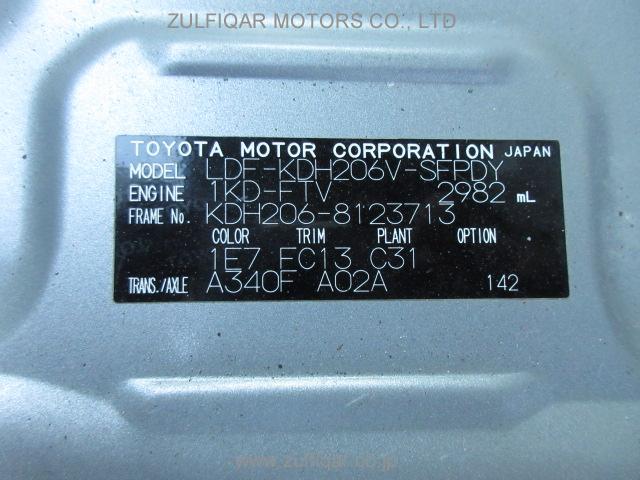 ZULFIQAR MOTORS CO., LTD
TOYOTA MOTOR CORPORATION JAPAN
MODEL LDF-KDH206V-SFPDY
ENGINE 1KD-FTV 2982 mL
FRAME No. KDH206-8123713
COLOR TRIM PLANT OPTION
1E7 FC13 C31
TRANS./AXLE A340F A02A 142
www.zulfiqar.jp